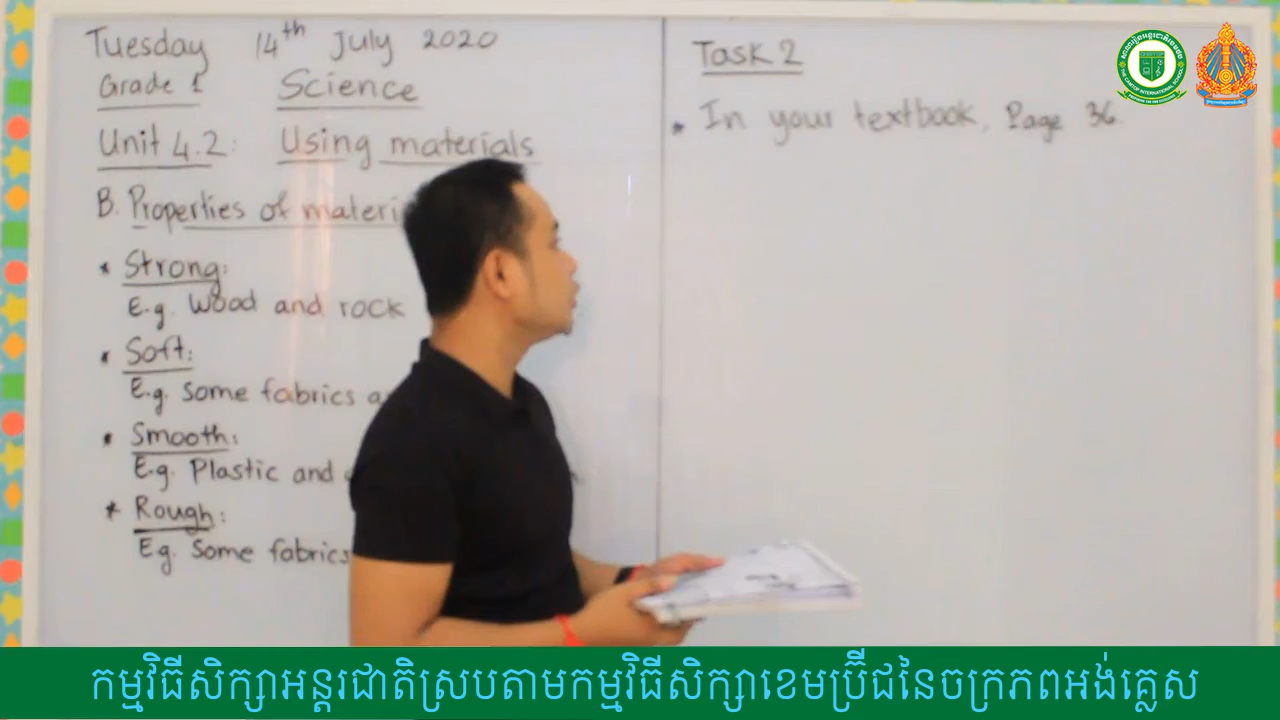 Tuesday 14th July 2020
Grade 1 Science
Unit 4.2: Using materials
B. Properties of materi
* Strong:
E.g. Wood and rock
* Soft:
E.g. Some fabrics a
* Smooth:
E.g. Plastic and
* Rough:
Eg. Some fabrics
Task 2
* In your textbook, Page 36.
កម្មវិធីសិក្សាអន្តរជាតិស្របតាមកម្មវិធីសិក្សាខេមប្រ៊ីជនៃចក្រភពអង់គ្លេស